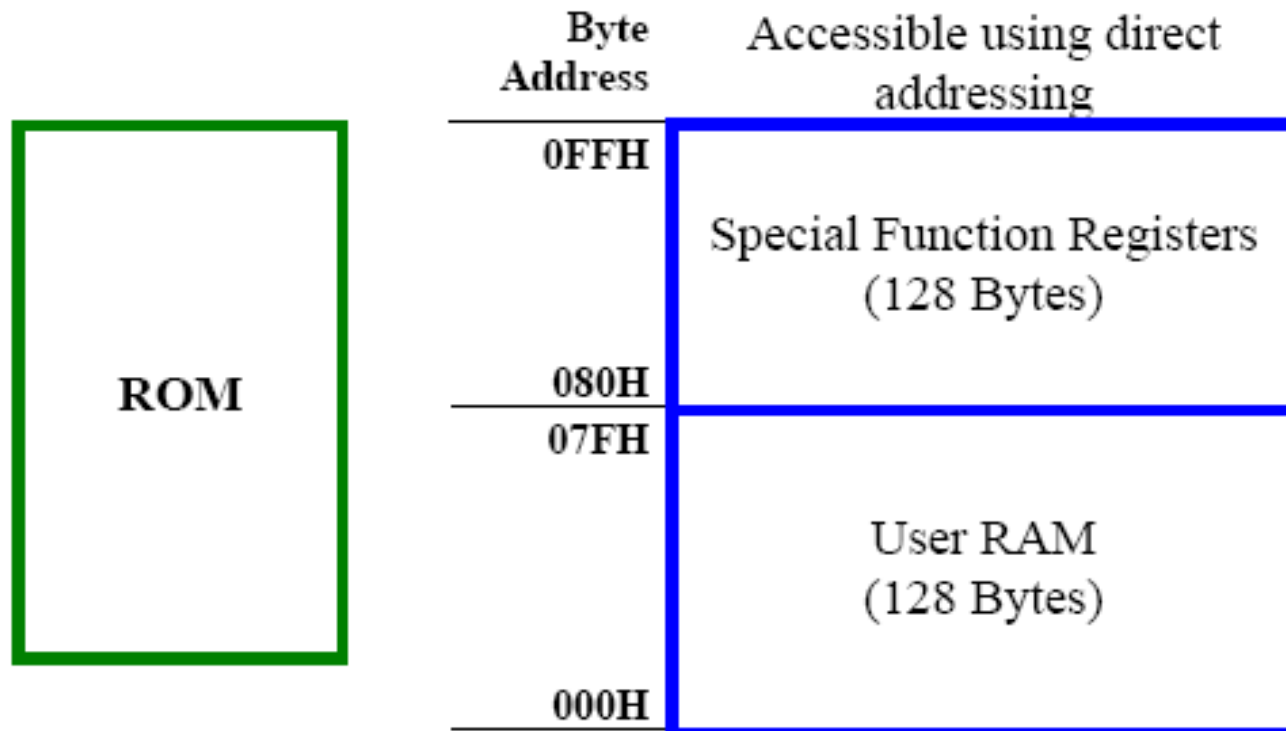 Byte
Address
Accessible using direct
addressing
0FFH
Special Function Registers
(128 Bytes)
080H
ROM
07FH
User RAM
(128 Bytes)
000H